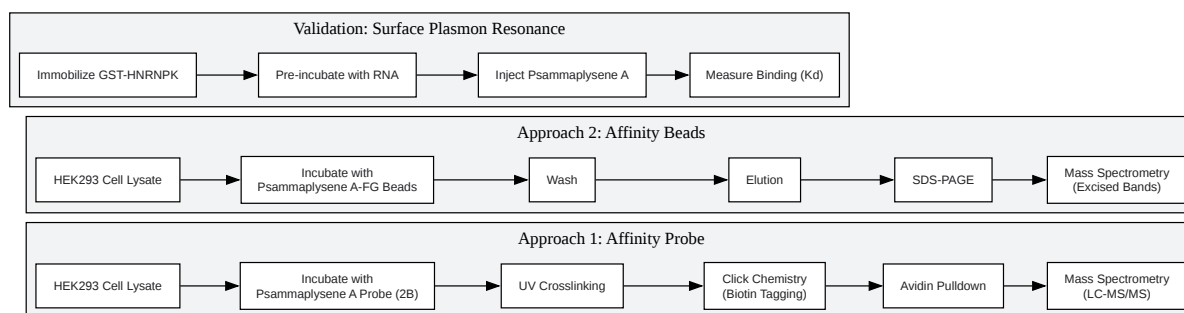 Validation: Surface Plasmon Resonance
Immobilize GST-HNRNPK
Pre-incubate with RNA
Inject Psammaplysene A
Measure Binding (Kd)
Approach 2: Affinity Beads
HEK293 Cell Lysate
Incubate with
Psammaplysene A-FG Beads
Wash
Elution
SDS-PAGE
Mass Spectrometry
(Excised Bands)
Approach 1: Affinity Probe
HEK293 Cell Lysate
Incubate with
Psammaplysene A Probe (2B)
UV Crosslinking
Click Chemistry
(Biotin Tagging)
Avidin Pulldown
Mass Spectrometry
(LC-MS/MS)